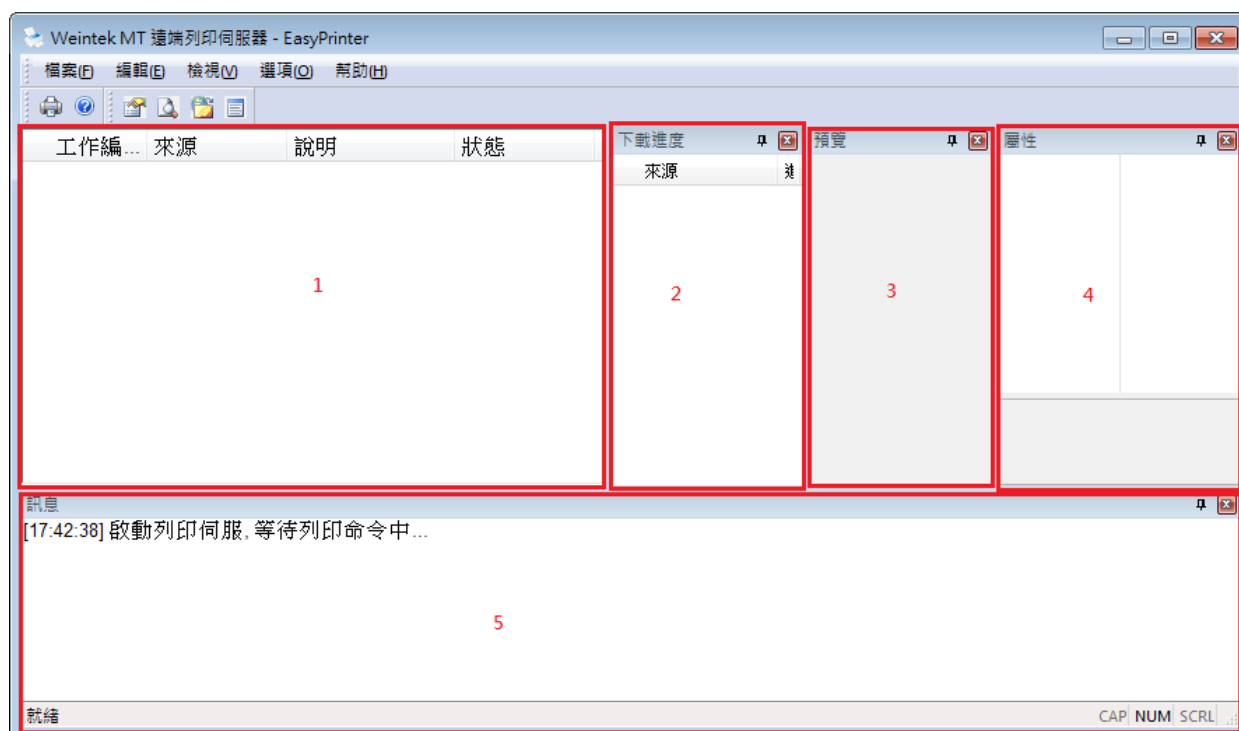 Weintek MT 遠端列印伺服器 - EasyPrinter
檔案(F) 編輯(E) 檢視(V) 選項(O) 幫助(H)
工作編... 來源 說明 狀態
1
下載進度
來源
2
預覽
3
屬性
4
訊息
[17:42:38] 啟動列印伺服, 等待列印命令中...
5
就緒
CAP NUM SCRL